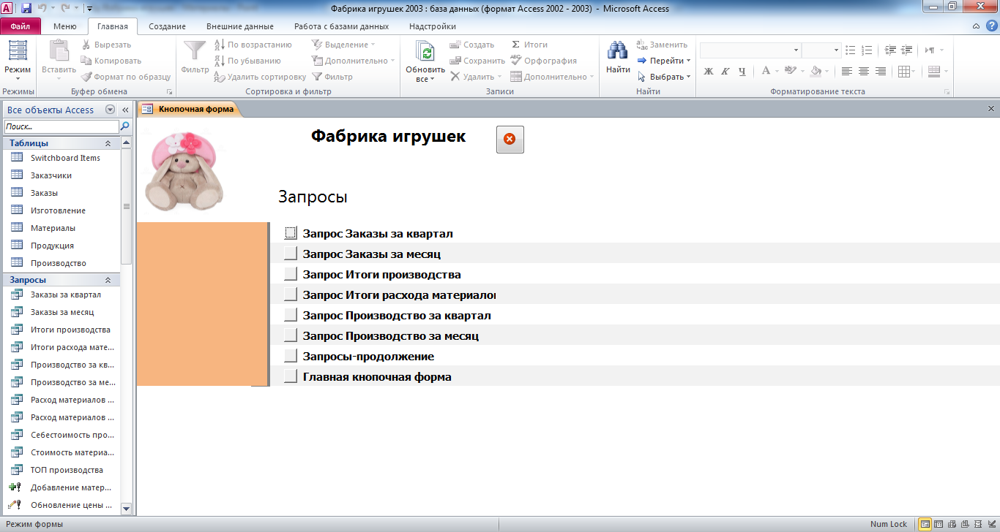 Фабрика игрушек 2003 : база данных (формат Access 2002 - 2003) - Microsoft Access
Файл Меню Главная Создание Внешние данные Работа с базами данных Надстройки
Режим
Режимы
Вставить
Вырезать
Копировать
Формат по образцу
Буфер обмена
Фильтр
По возрастанию
По убыванию
Удалить сортировку
Выделение
Дополнительно
Фильтр
Сортировка и фильтр
Обновить
все
Создать
Сохранить
Удалить
Итоги
Орфография
Дополнительно
Записи
Найти
Заменить
Перейти
Выбрать
Найти
Ж К Ч
Форматирование текста
Все объекты Access
Поиск...
Таблицы
Switchboard Items
Заказчики
Заказы
Изготовление
Материалы
Продукция
Производство
Запросы
Заказы за квартал
Заказы за месяц
Итоги производства
Итоги расхода мате...
Производство за кв...
Производство за ме...
Расход материалов ...
Расход материалов ...
Себестоимость про...
Стоимость материа...
ТОП производства
Добавление матер...
Обновление цены ...
Кнопочная форма
Фабрика игрушек
Запросы
Запрос Заказы за квартал
Запрос Заказы за месяц
Запрос Итоги производства
Запрос Итоги расхода материало
Запрос Производство за квартал
Запрос Производство за месяц
Запросы-продолжение
Главная кнопочная форма
Режим формы
Num Lock